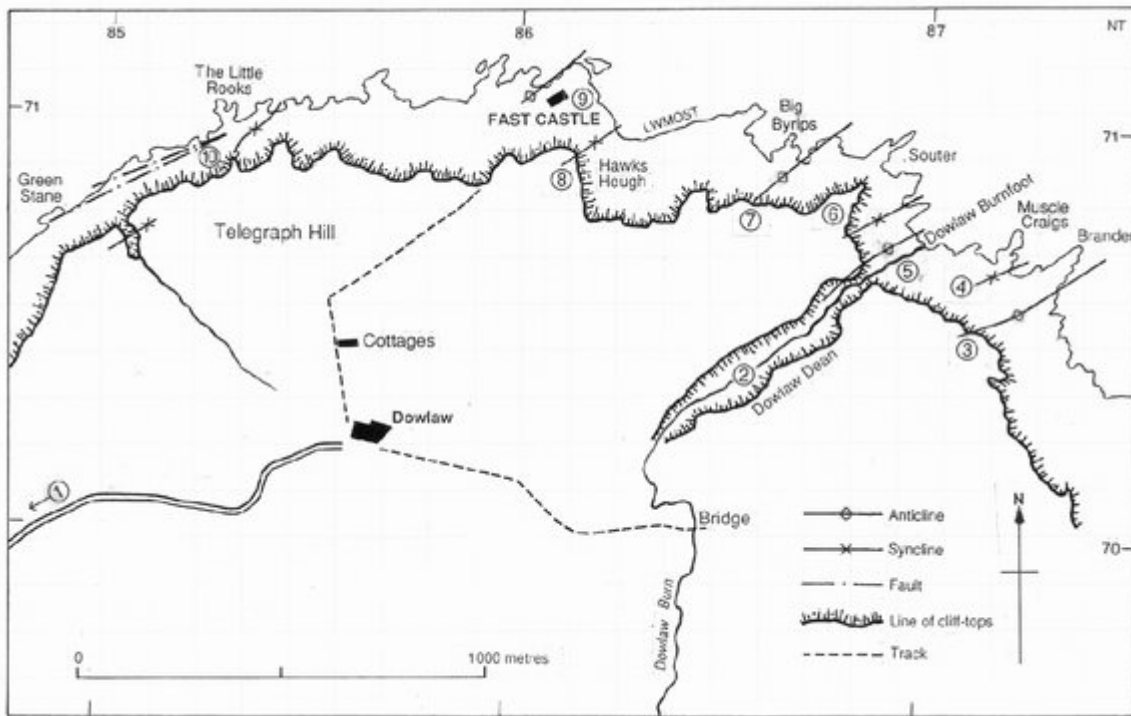 85
86
87
NT
The Little
Rooks
71
FAST CASTLE
⑨
LWMOST
Big
Byrips
71
Souter
⑩
Green
Stane
⑧
Hawks
Hough
⑦
⑥
Dowlaw Burnfoot
Muscle
Craigs
Brander
Telegraph Hill
⑤
④
③
Cottages
②
Dowlaw Dean
Dowlaw
①
Bridge
N
Anticline
Syncline
70
Fault
Line of cliff-tops
Track
Dowlaw Burn
0
1000 metres